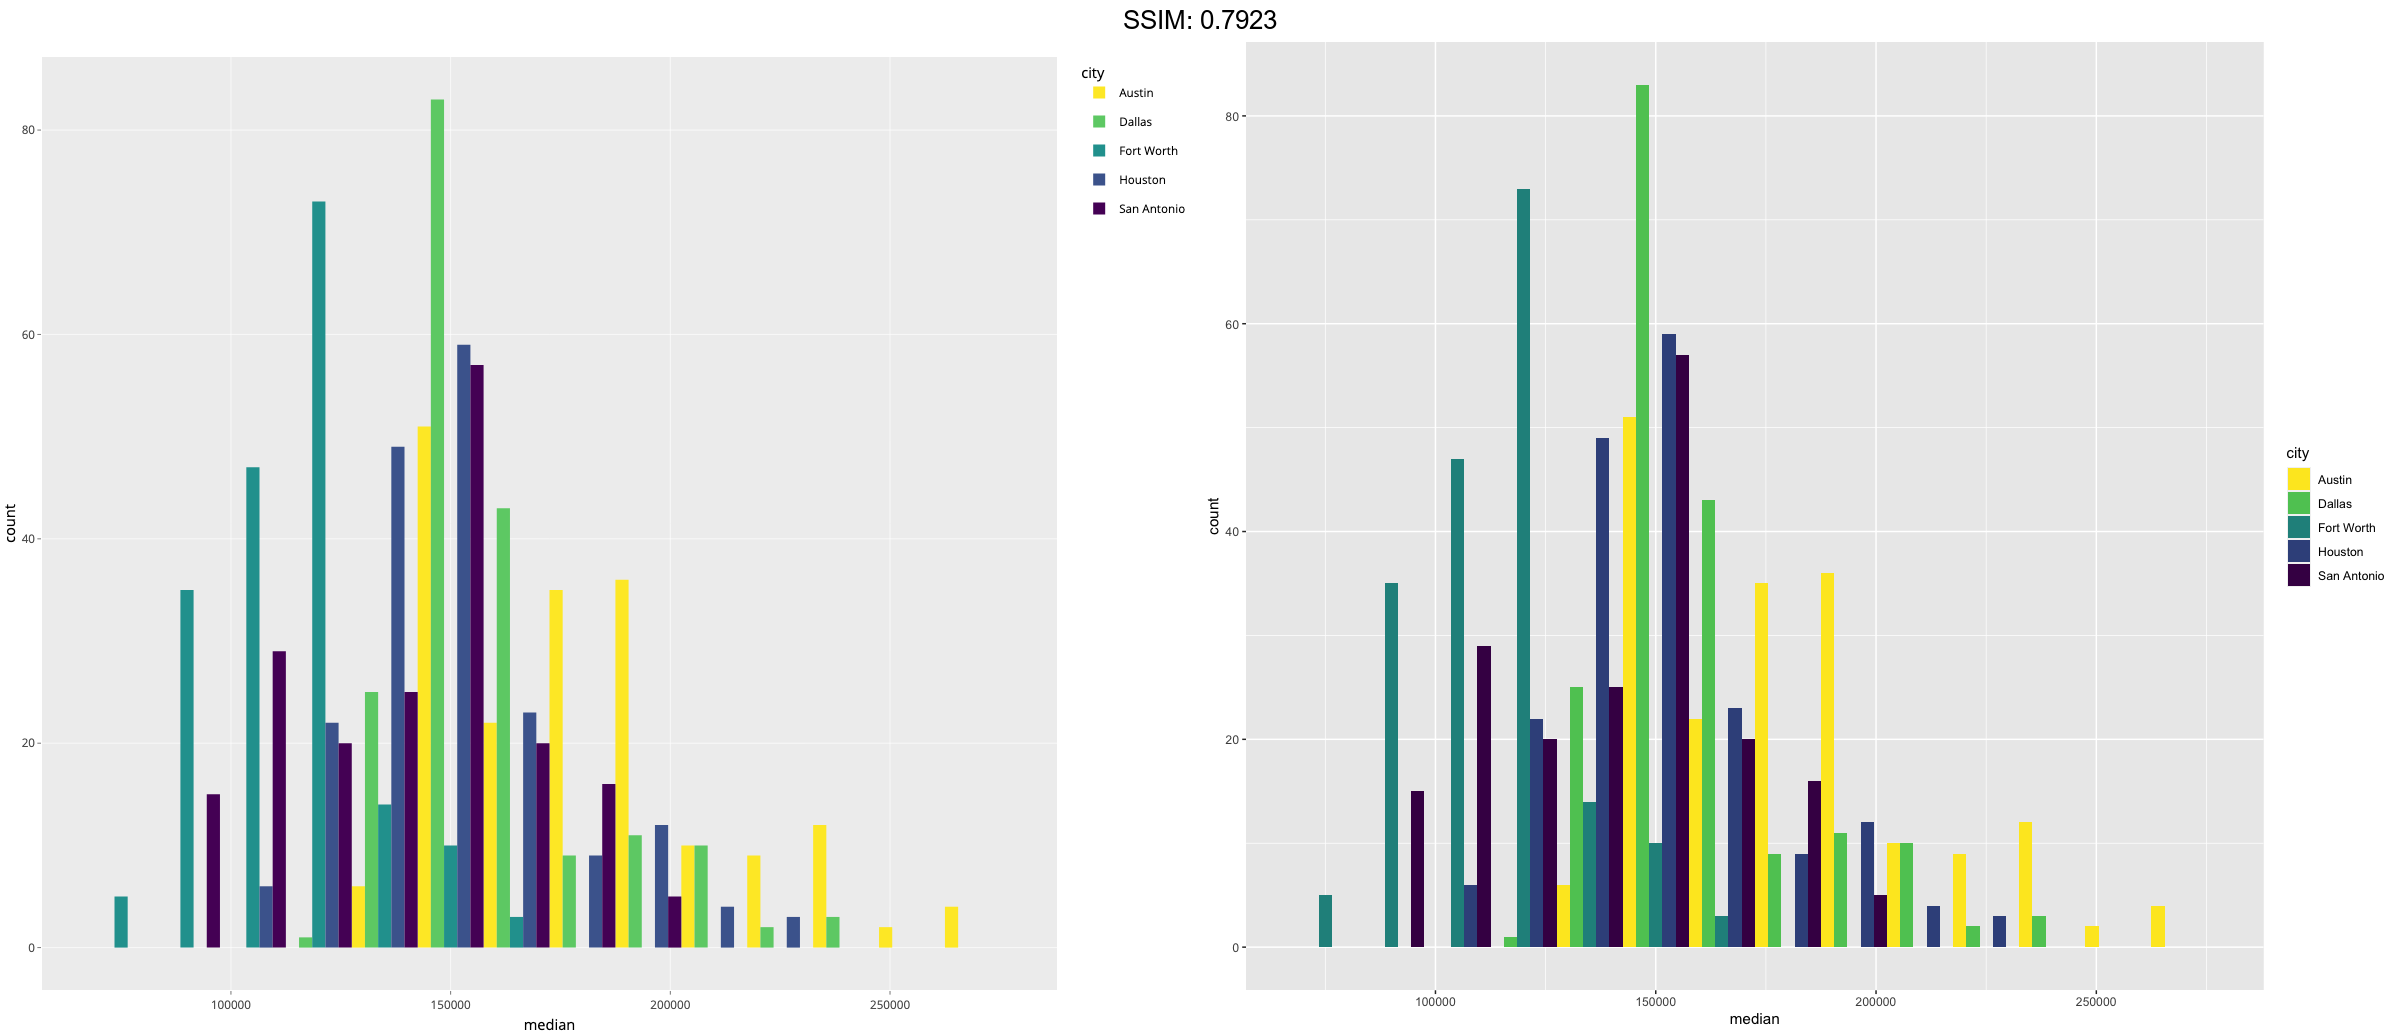 SSIM: 0.7923
city
Austin
Dallas
Fort Worth
Houston
San Antonio
80
60
40
20
0
count
100000
150000
200000
250000
median
80
60
40
20
0
count
100000
150000
200000
250000
median
city
Austin
Dallas
Fort Worth
Houston
San Antonio